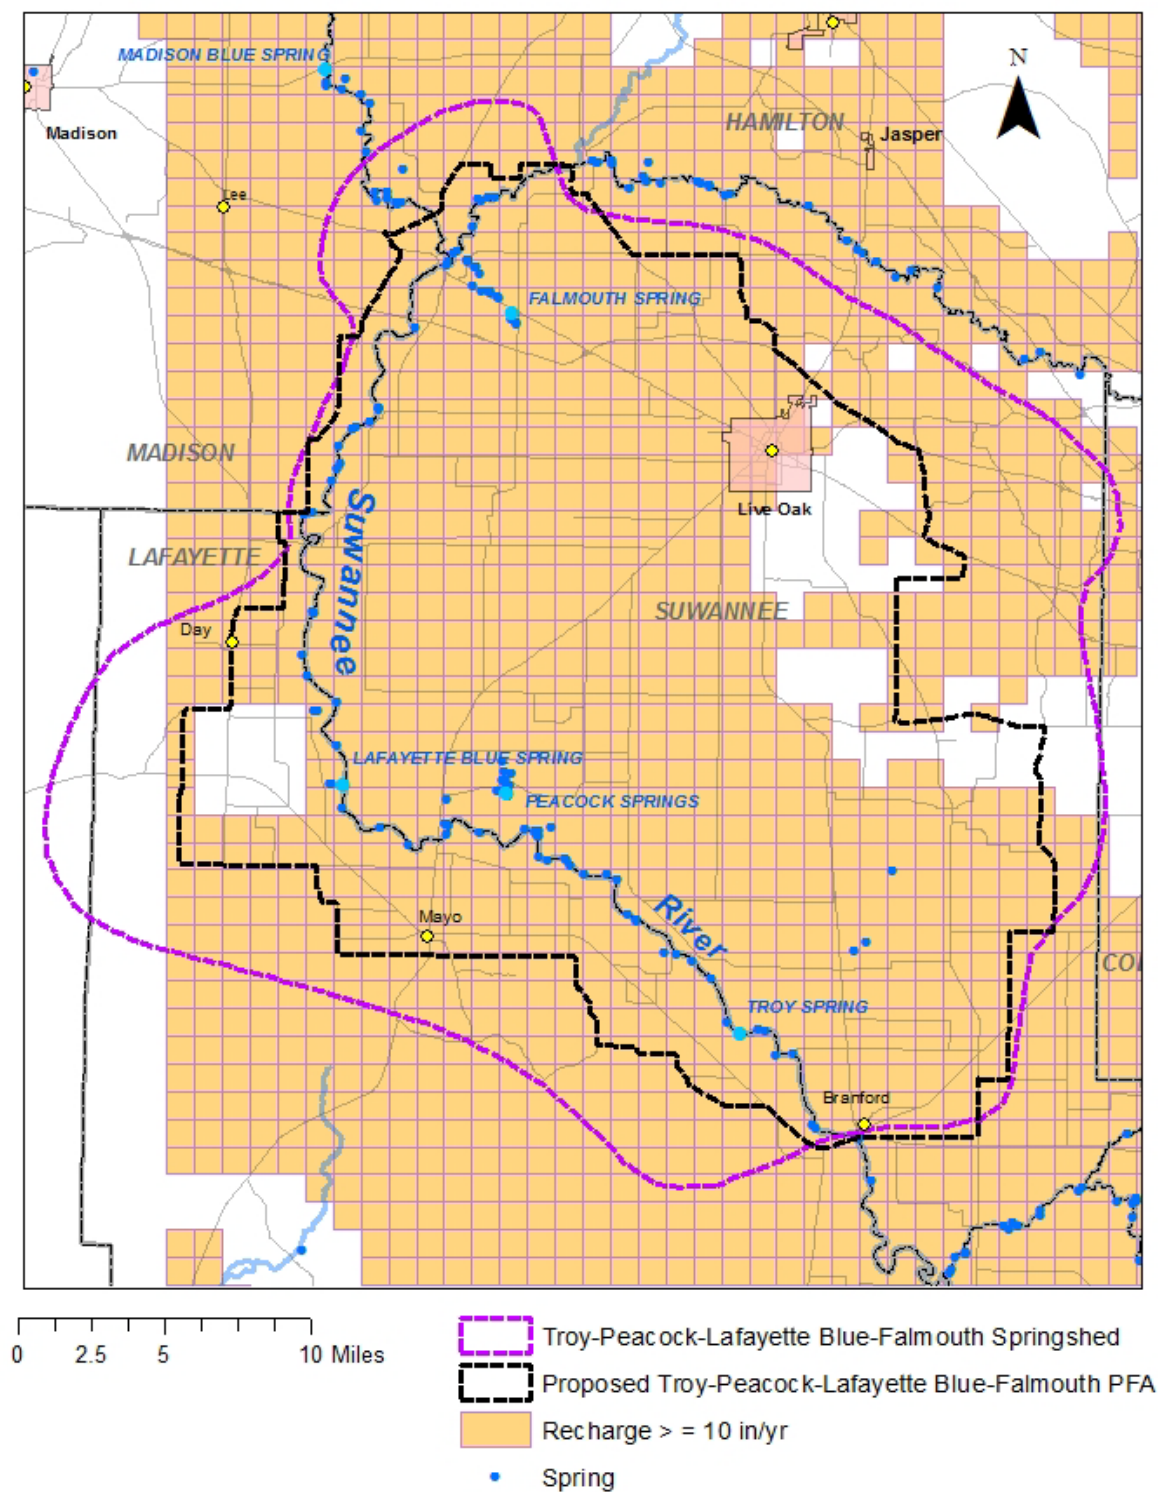 MADISON BLUE SPRING
N
Madison
HAMILTON
Jasper
Lee
FALMOUTH SPRING
MADISON
Live Oak
Suwannee
LAFAYETTE
SUWANNEE
Day
LAFAYETTE BLUE SPRING
PEACOCK SPRINGS
Mayo
River
COL
TROY SPRING
Branford
0 2.5 5 10 Miles
Troy-Peacock-Lafayette Blue-Falmouth Springshed
Proposed Troy-Peacock-Lafayette Blue-Falmouth PFA
Recharge > = 10 in/yr
Spring